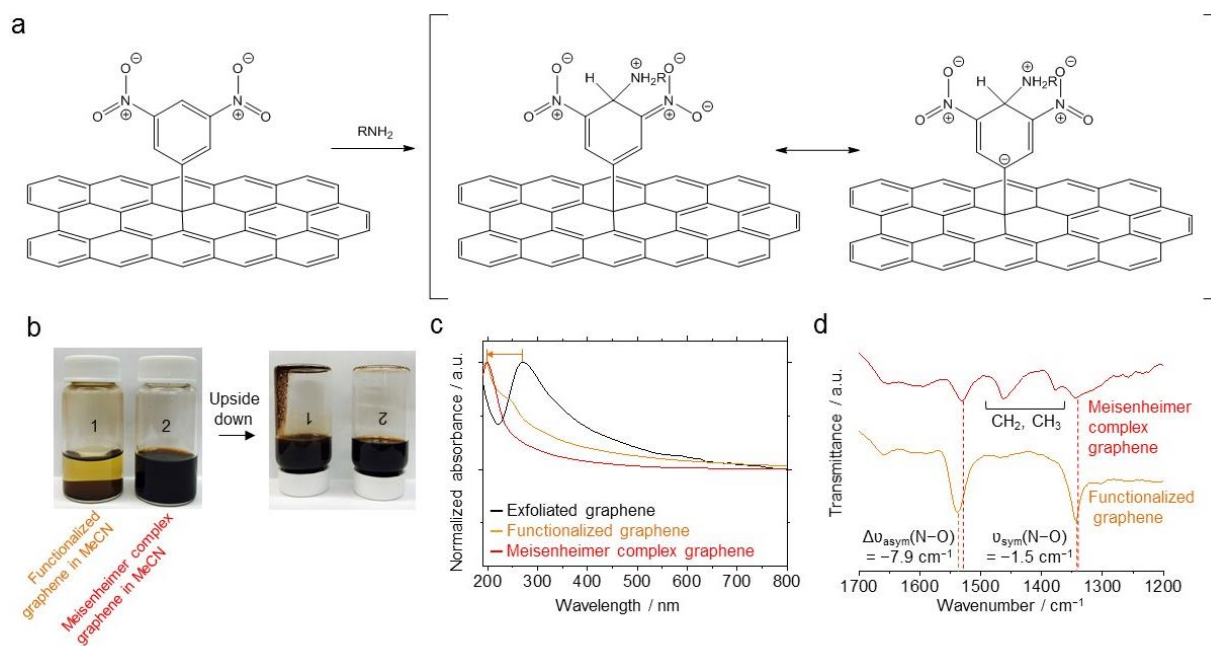 a
O⊖
⊖O
N⊕
N⊕
O
O
RNH₂
H
⊕NH₂R
O⊖
N⊕
O
O⊖
N⊕
O⊖
H
⊕NH₂R
O⊖
N⊕
O
O⊖
N⊕
O
⊖
b
1
2
Upside
down
1
2
Functionalized
graphene in MeCN
Meisenheimer complex
graphene in MeCN
c
Normalized absorbance / a.u.
Exfoliated graphene
Functionalized graphene
Meisenheimer complex graphene
200 300 400 500 600 700 800
Wavelength / nm
d
Transmittance / a.u.
CH₂, CH₃
Meisenheimer
complex
graphene
Functionalized
graphene
Δυasym(N–O)
= −7.9 cm⁻¹
υsym(N–O)
= −1.5 cm⁻¹
1700 1600 1500 1400 1300 1200
Wavenumber / cm⁻¹